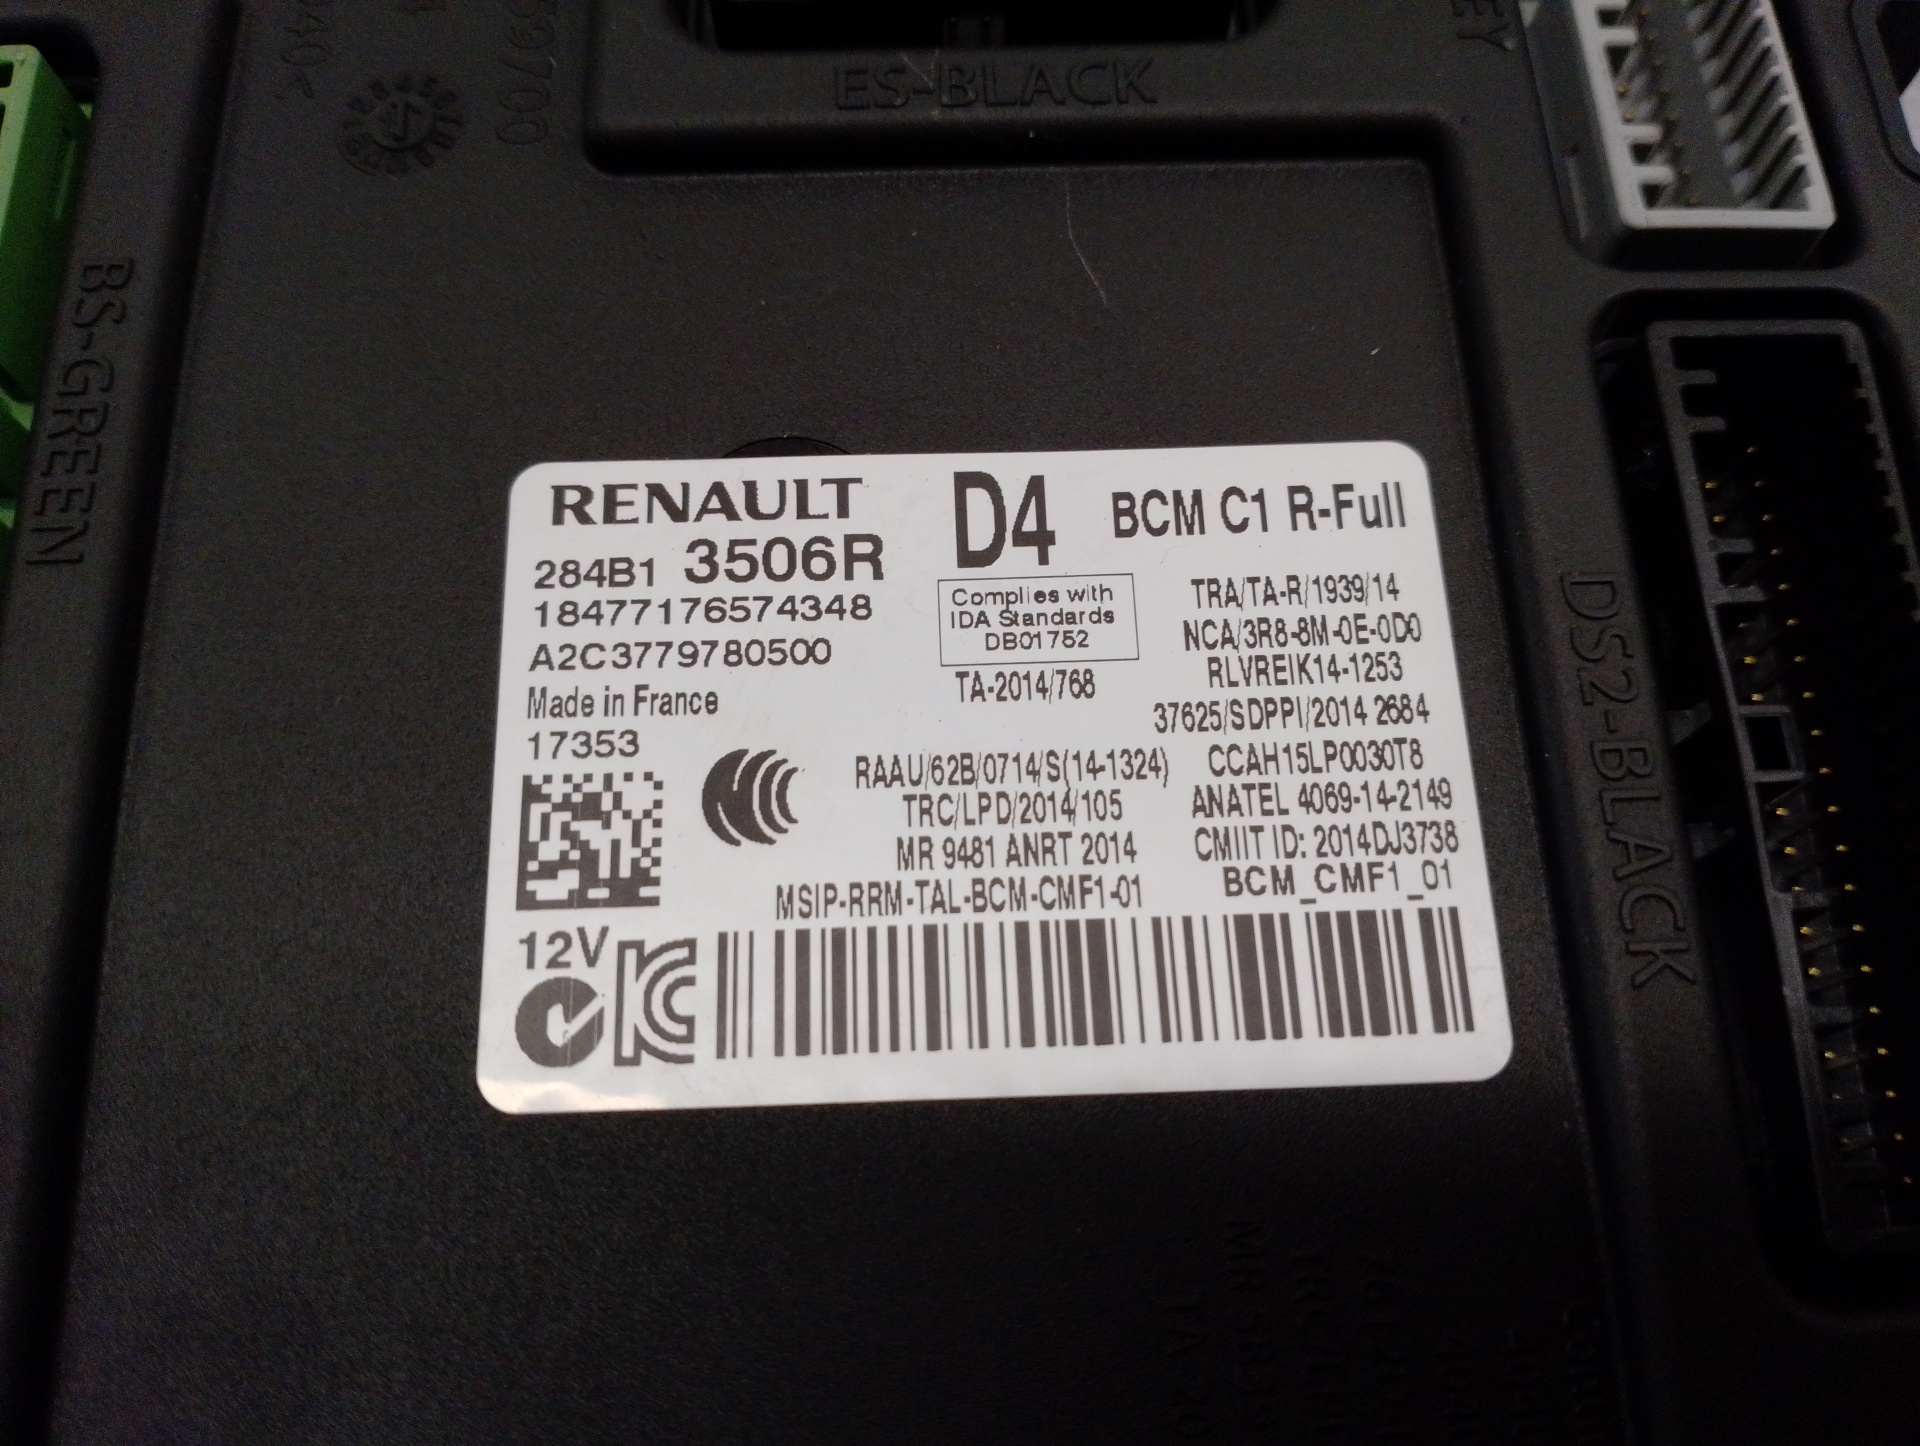 59700
ES-BLACK
BS-GREEN
DS2-BLACK
RENAULT
D4
BCM C1 R-Full
284B1 3506R
18477176574348
A2C3779780500
Made in France
17353
Complies with
IDA Standards
DB01752
TA-2014/768
TRA/TA-R/1939/14
NCA/3R8-8M-0E-0D0
RLVREIK14-1253
37625/SDPPI/2014 2684
RAAU/62B/0714/S(14-1324)
CCAH15LP0030T8
TRC/LPD/2014/105
ANATEL 4069-14-2149
MR 9481 ANRT 2014
CMIIT ID: 2014DJ3738
MSIP-RRM-TAL-BCM-CMF1-01
BCM_CMF1_01
12V